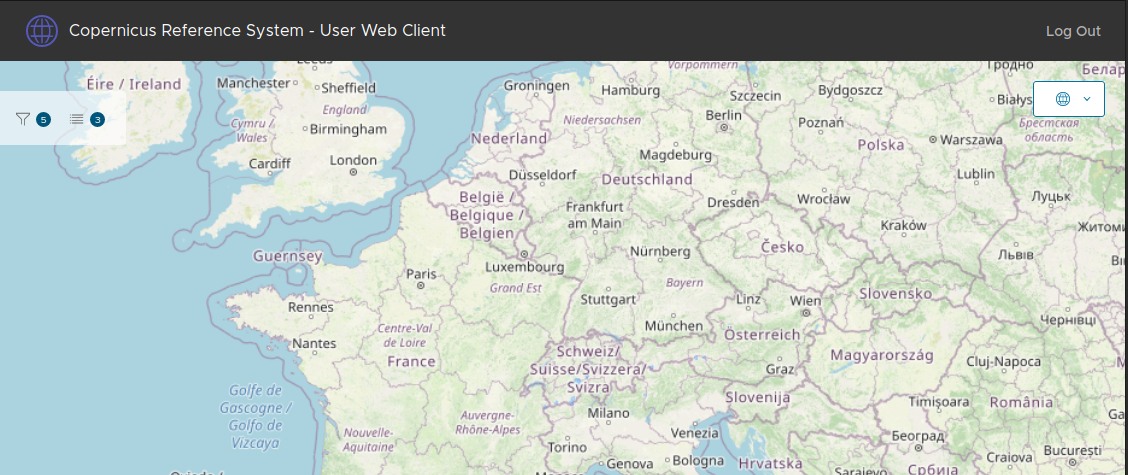 Copernicus Reference System - User Web Client
Log Out
Leeds
Vorpommern
Гродно
Белар
Éire / Ireland
Manchester
Sheffield
Groningen
Hamburg
Szczecin
Bydgoszcz
Białys
5
3
England
Cymru /
Wales
Birmingham
Nederland
Niedersachsen
Berlin
Poznań
Polska
Warszawa
Брестская
область
Cardiff
London
Magdeburg
Düsseldorf
Deutschland
Lublin
België /
Belgique /
Belgien
Frankfurt
am Main
Dresden
Wrocław
Луцьк
Kraków
Житоми
Guernsey
Nürnberg
Česko
Львів
Paris
Luxembourg
Grand Est
Bayern
Ві
Rennes
Stuttgart
Linz
Wien
Slovensko
Centre-Val
de Loire
München
Чернівці
Nantes
France
Schweiz/
Suisse/Svizzera/
Svizra
Österreich
Magyarország
Cluj-Napoca
Graz
M
Golfe de
Gascogne /
Golfo de
Vizcaya
Slovenija
Timișoara
România
Auvergne-
Rhône-Alpes
Milano
Ga
Nouvelle-
Aquitaine
Torino
Venezia
Београд
Craiova
București
Genova
Bologna
Hrvatska
Sarajevo
Србија